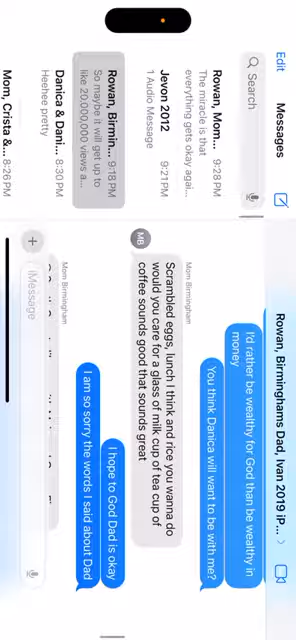 Edit
Messages
Search
Rowan, Mom... 9:28 PM
The miracle is that
everything gets okay agai...
Jevon 2012 9:21 PM
1 Audio Message
Rowan, Birmin... 9:18 PM
So maybe it will get up to
like 20,000,000 views a...
Danica & Dani... 8:30 PM
Heehee pretty
Mom, Crista &... 8:26 PM
Rowan, Birminghams Dad, Ivan 2019 iP...
I'd rather be wealthy for God than be wealthy in
money
You think Danica will want to be with me?
Mom Birmingham
MB
Scrambled eggs, lunch I think and rice you wanna do
would you care for a glass of milk cup of tea cup of
coffee sounds good that sounds great
I hope to God Dad is okay
I am so sorry the words I said about Dad
Mom Birmingham
iMessage